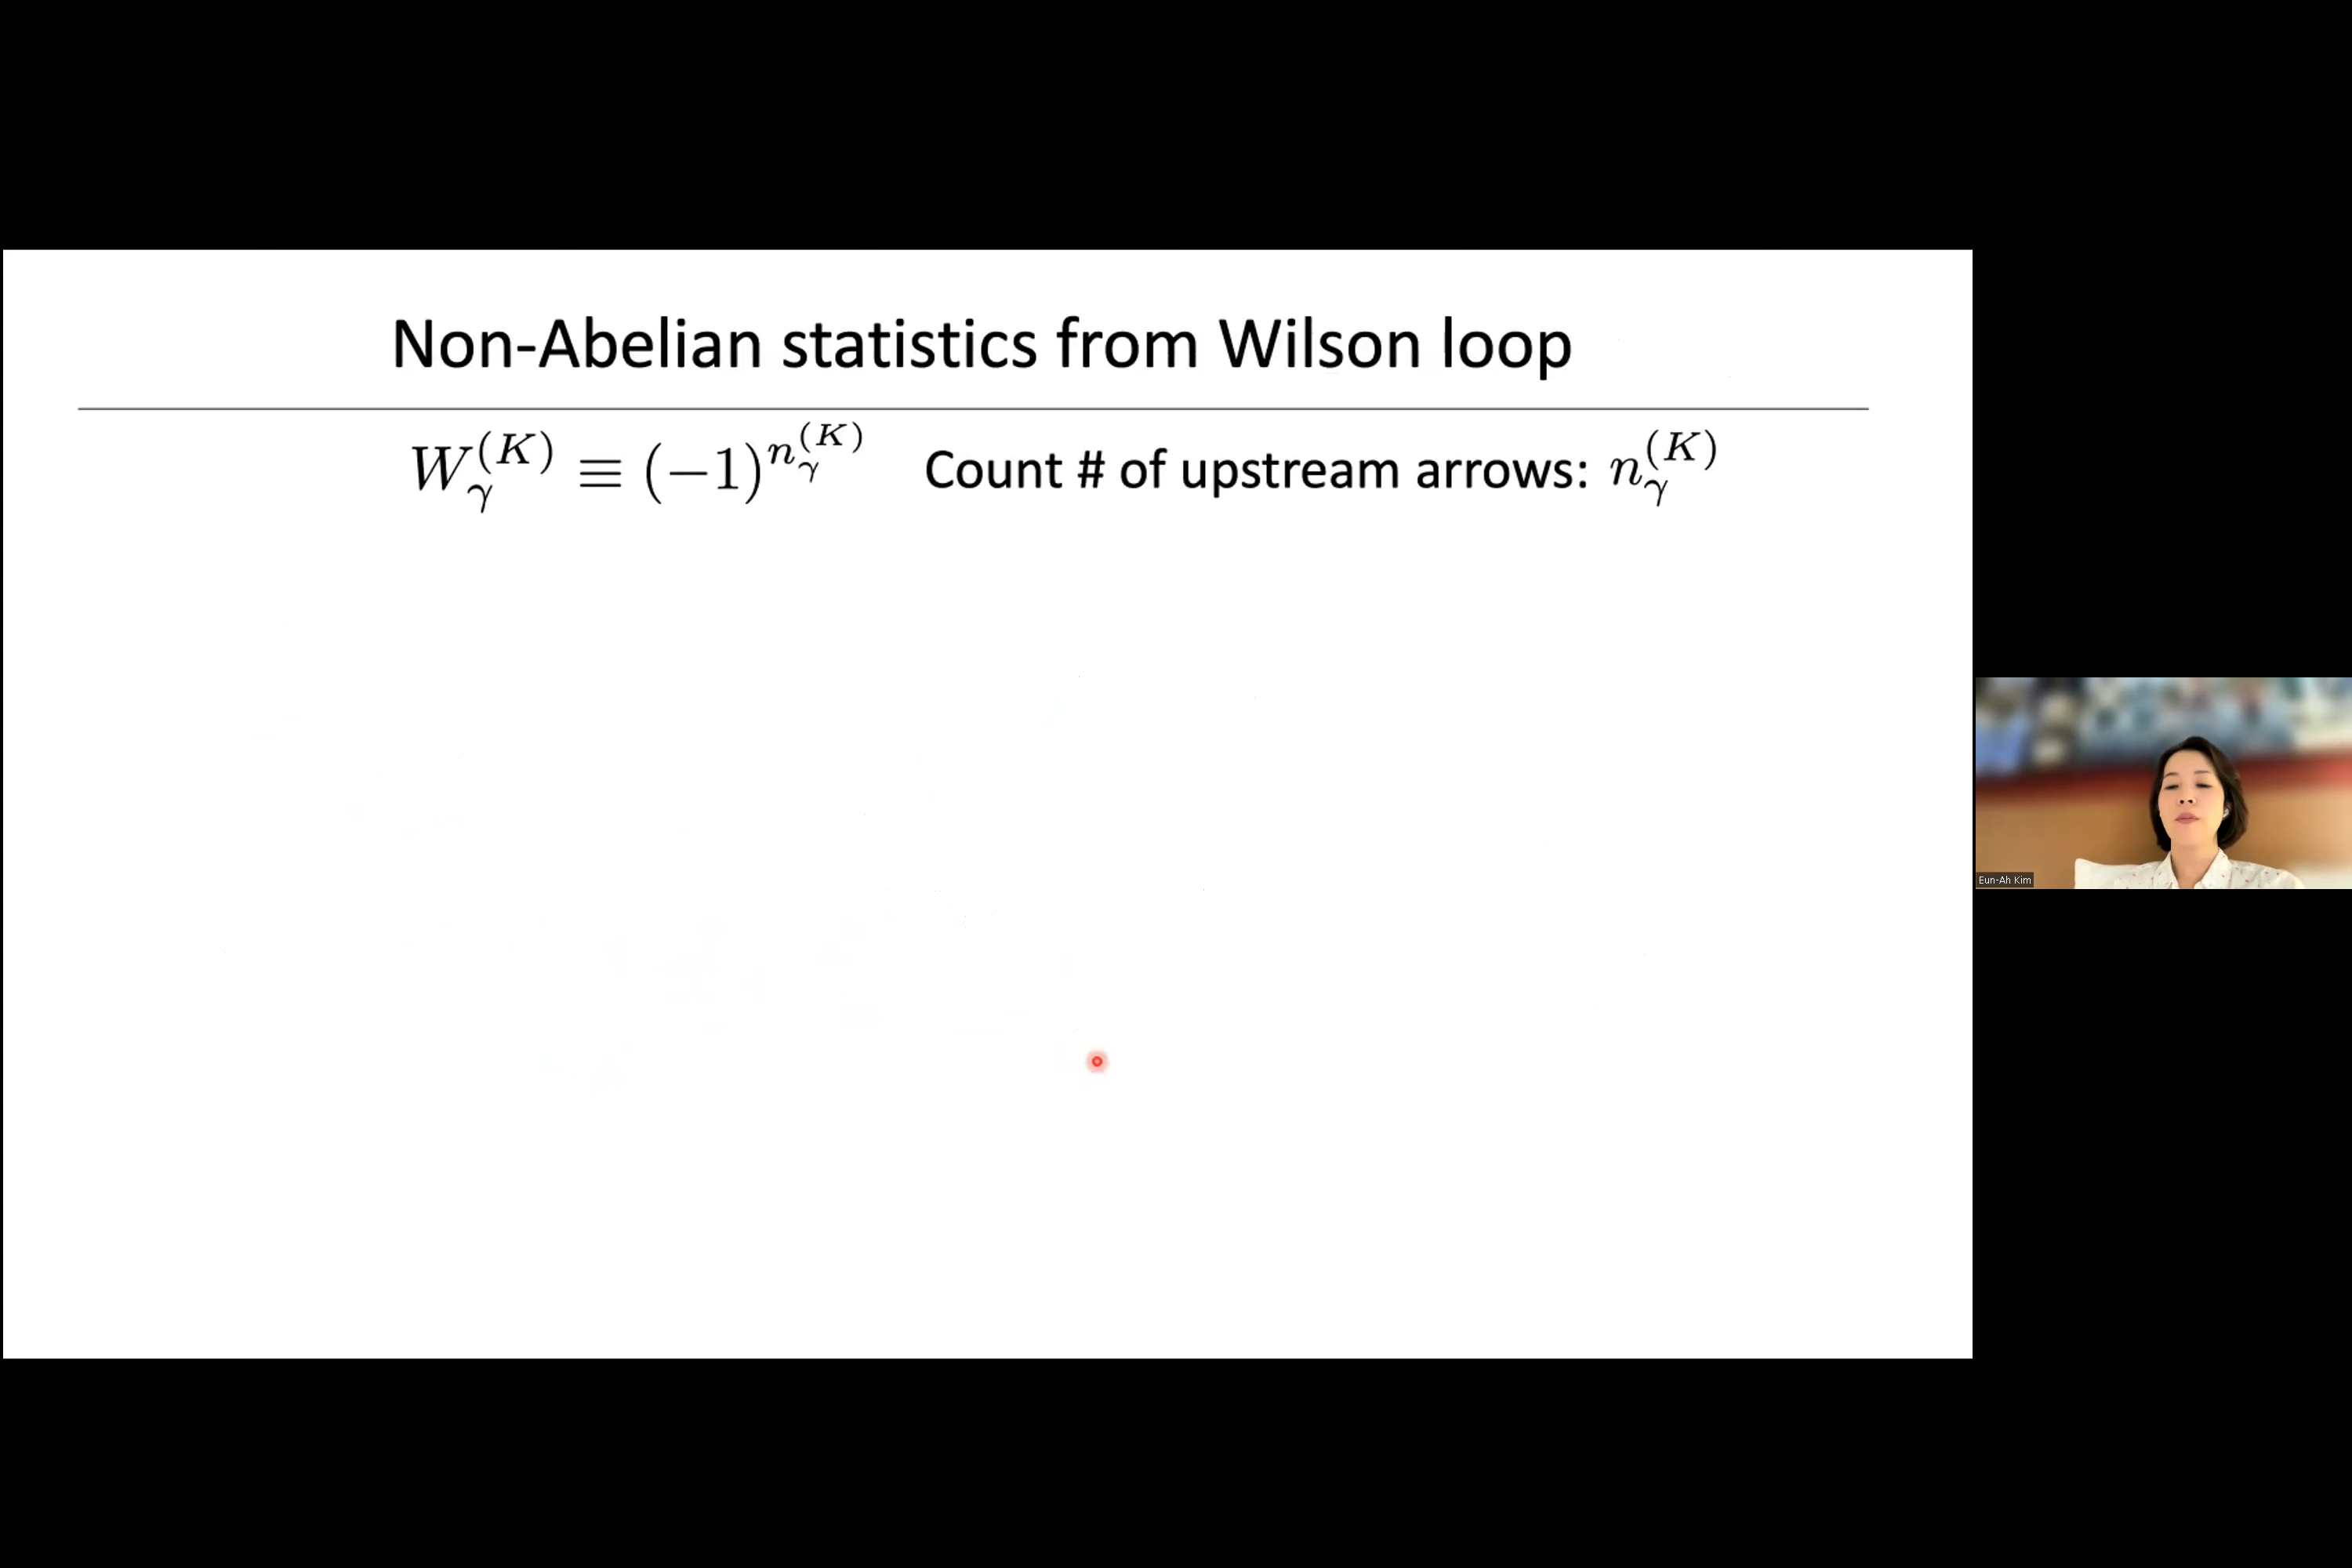 Non-Abelian statistics from Wilson loop
$W_{\gamma}^{(K)} \equiv (-1)^{n_{\gamma}^{(K)}}$ Count # of upstream arrows: $n_{\gamma}^{(K)}$
Eun-Ah Kim